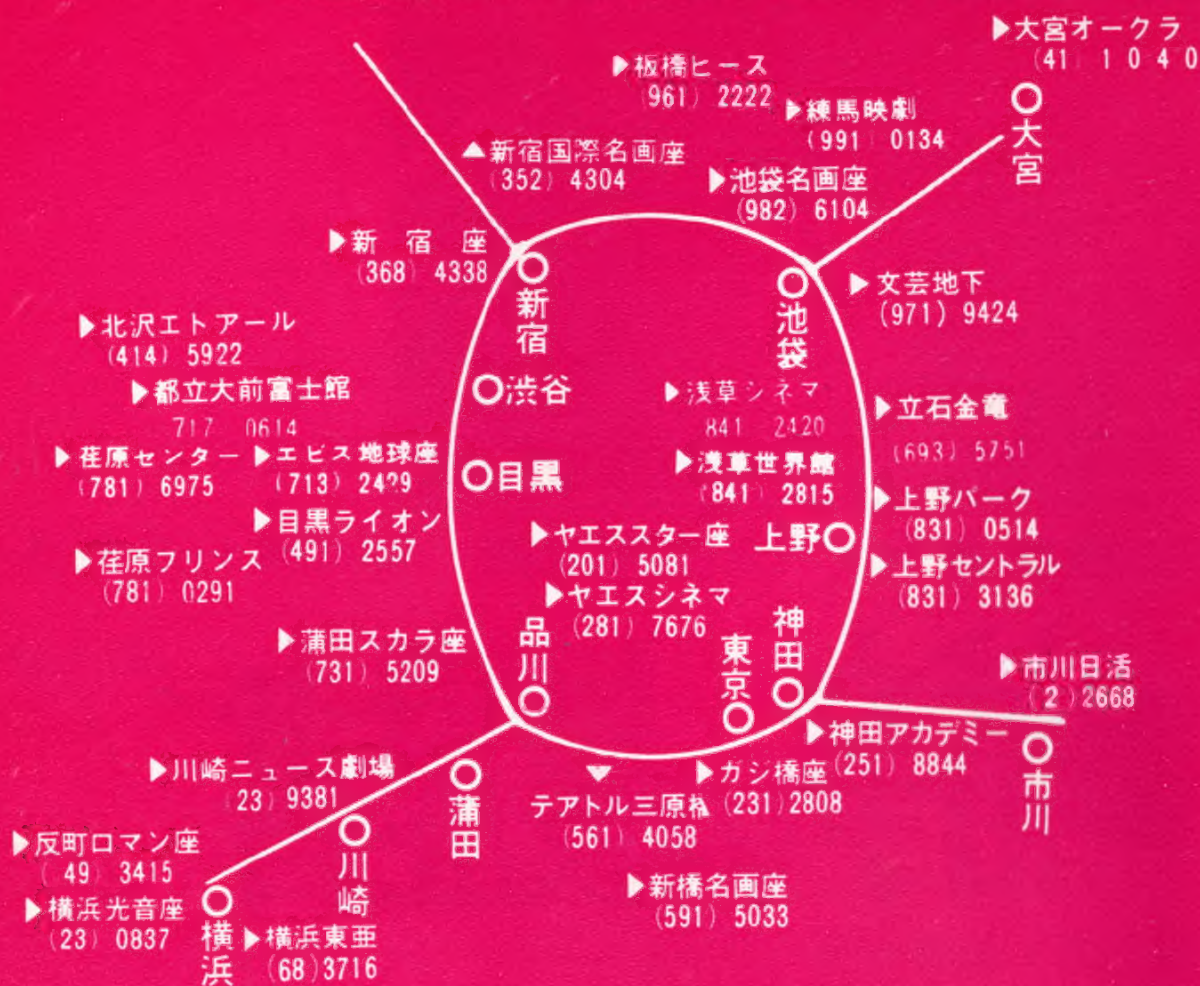 ▶大宮オークラ
(41) 1040
▶板橋ピース
(961) 2222
▶練馬映劇
(991) 0134
大宮
▲新宿国際名画座
(352) 4304
▶池袋名画座
(982) 6104
▶新宿座
(368) 4338
新宿
池袋
▶文芸地下
(971) 9424
▶北沢エトアール
(414) 5922
▶都立大前富士館
717 0614
渋谷
▶浅草シネマ
841 2420
▶立石金竜
(693) 5751
▶荏原センター
(781) 6975
▶エビス地球座
(713) 2429
目黒
▶浅草世界館
(841) 2815
▶上野パーク
(831) 0514
▶目黒ライオン
(491) 2557
▶ヤエススター座
(201) 5081
上野
▶荏原プリンス
(781) 0291
▶上野セントラル
(831) 3136
▶ヤエスシネマ
(281) 7676
▶蒲田スカラ座
(731) 5209
品川
東京
神田
▶市川日活
(2) 2668
▶神田アカデミー
(251) 8844
市川
▶川崎ニュース劇場
(23) 9381
蒲田
▼
テアトル三原橋
(561) 4058
▶ガジ橋座
(231) 2808
▶反町ロマン座
(49) 3415
川崎
▶新橋名画座
(591) 5033
▶横浜光音座
(23) 0837
横浜
▶横浜東亜
(68) 3716